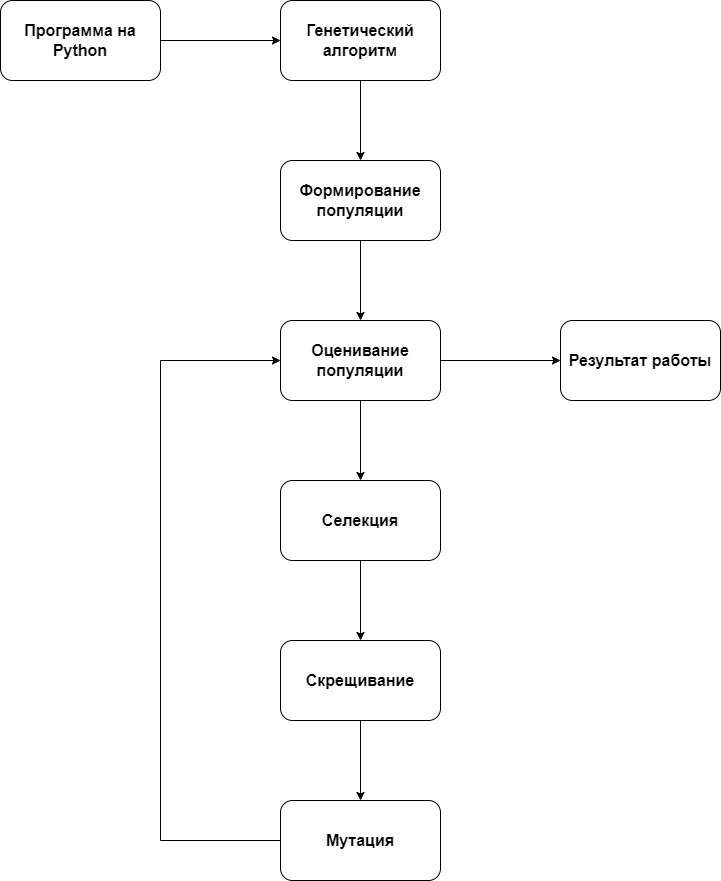 Программа на
Python
Генетический
алгоритм
Формирование
популяции
Оценивание
популяции
Результат работы
Селекция
Скрещивание
Мутация